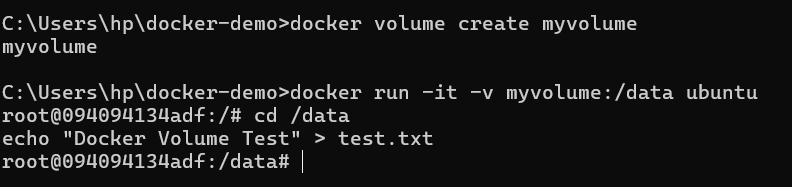 C:\Users\hp\docker-demo>docker volume create myvolume
myvolume
C:\Users\hp\docker-demo>docker run -it -v myvolume:/data ubuntu
root@094094134adf:/# cd /data
echo "Docker Volume Test" > test.txt
root@094094134adf:/data#